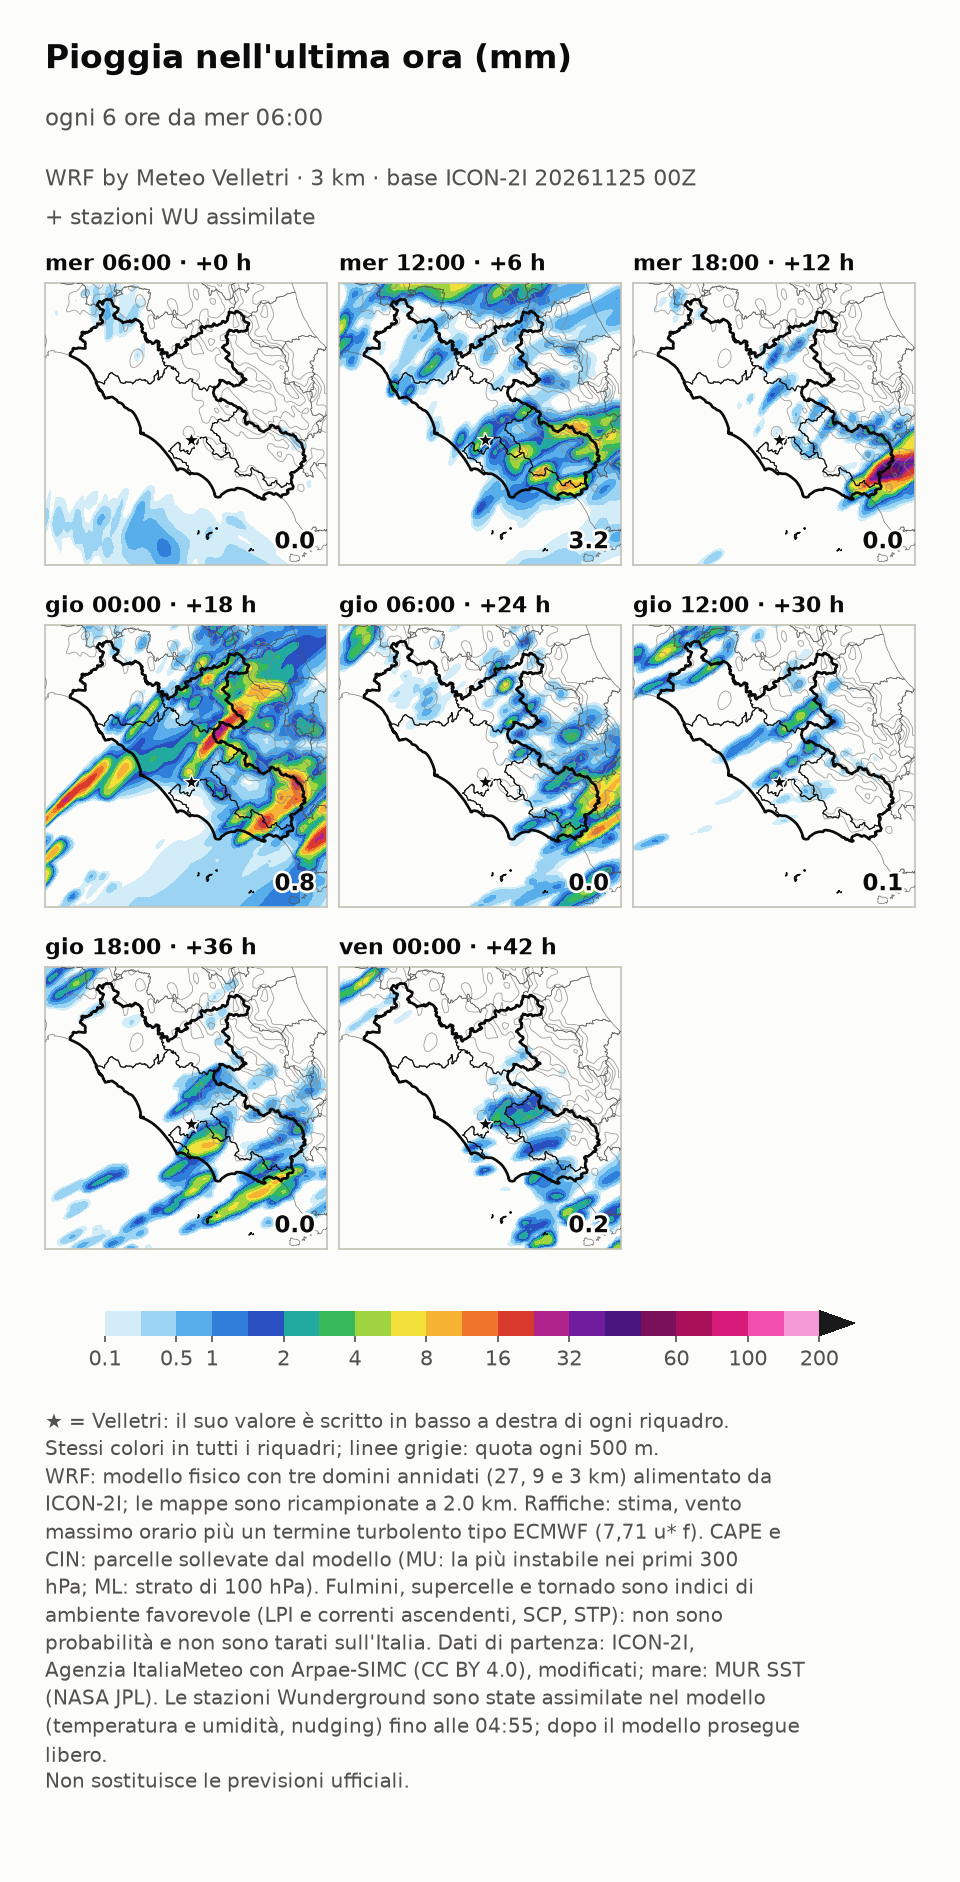 Pioggia nell'ultima ora (mm)
ogni 6 ore da mer 06:00
WRF by Meteo Velletri · 3 km · base ICON-2I 20261125 00Z
+ stazioni WU assimilate
mer 06:00 · +0 h
mer 12:00 · +6 h
mer 18:00 · +12 h
0.0
3.2
0.0
gio 00:00 · +18 h
gio 06:00 · +24 h
gio 12:00 · +30 h
0.8
0.0
0.1
gio 18:00 · +36 h
ven 00:00 · +42 h
0.0
0.2
0.1 0.5 1 2 4 8 16 32 60 100 200
★ = Velletri: il suo valore è scritto in basso a destra di ogni riquadro.
Stessi colori in tutti i riquadri; linee grigie: quota ogni 500 m.
WRF: modello fisico con tre domini annidati (27, 9 e 3 km) alimentato da
ICON-2I; le mappe sono ricampionate a 2.0 km. Raffiche: stima, vento
massimo orario più un termine turbolento tipo ECMWF (7,71 u* f). CAPE e
CIN: parcelle sollevate dal modello (MU: la più instabile nei primi 300
hPa; ML: strato di 100 hPa). Fulmini, supercelle e tornado sono indici di
ambiente favorevole (LPI e correnti ascendenti, SCP, STP): non sono
probabilità e non sono tarati sull'Italia. Dati di partenza: ICON-2I,
Agenzia ItaliaMeteo con Arpae-SIMC (CC BY 4.0), modificati; mare: MUR SST
(NASA JPL). Le stazioni Wunderground sono state assimilate nel modello
(temperatura e umidità, nudging) fino alle 04:55; dopo il modello prosegue
libero.
Non sostituisce le previsioni ufficiali.